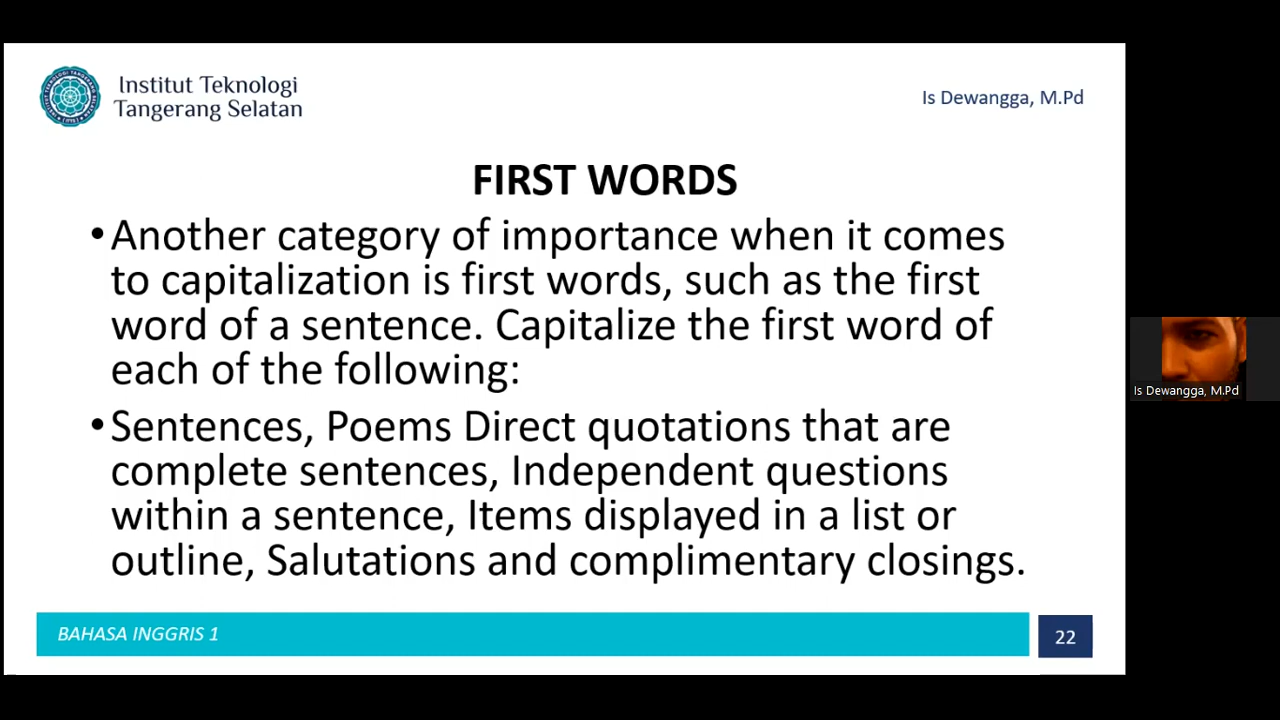 Institut Teknologi
Tangerang Selatan
Is Dewangga, M.Pd
FIRST WORDS
•Another category of importance when it comes
to capitalization is first words, such as the first
word of a sentence. Capitalize the first word of
each of the following:
•Sentences, Poems Direct quotations that are
complete sentences, Independent questions
within a sentence, Items displayed in a list or
outline, Salutations and complimentary closings.
Is Dewangga, M.Pd
BAHASA INGGRIS 1
22